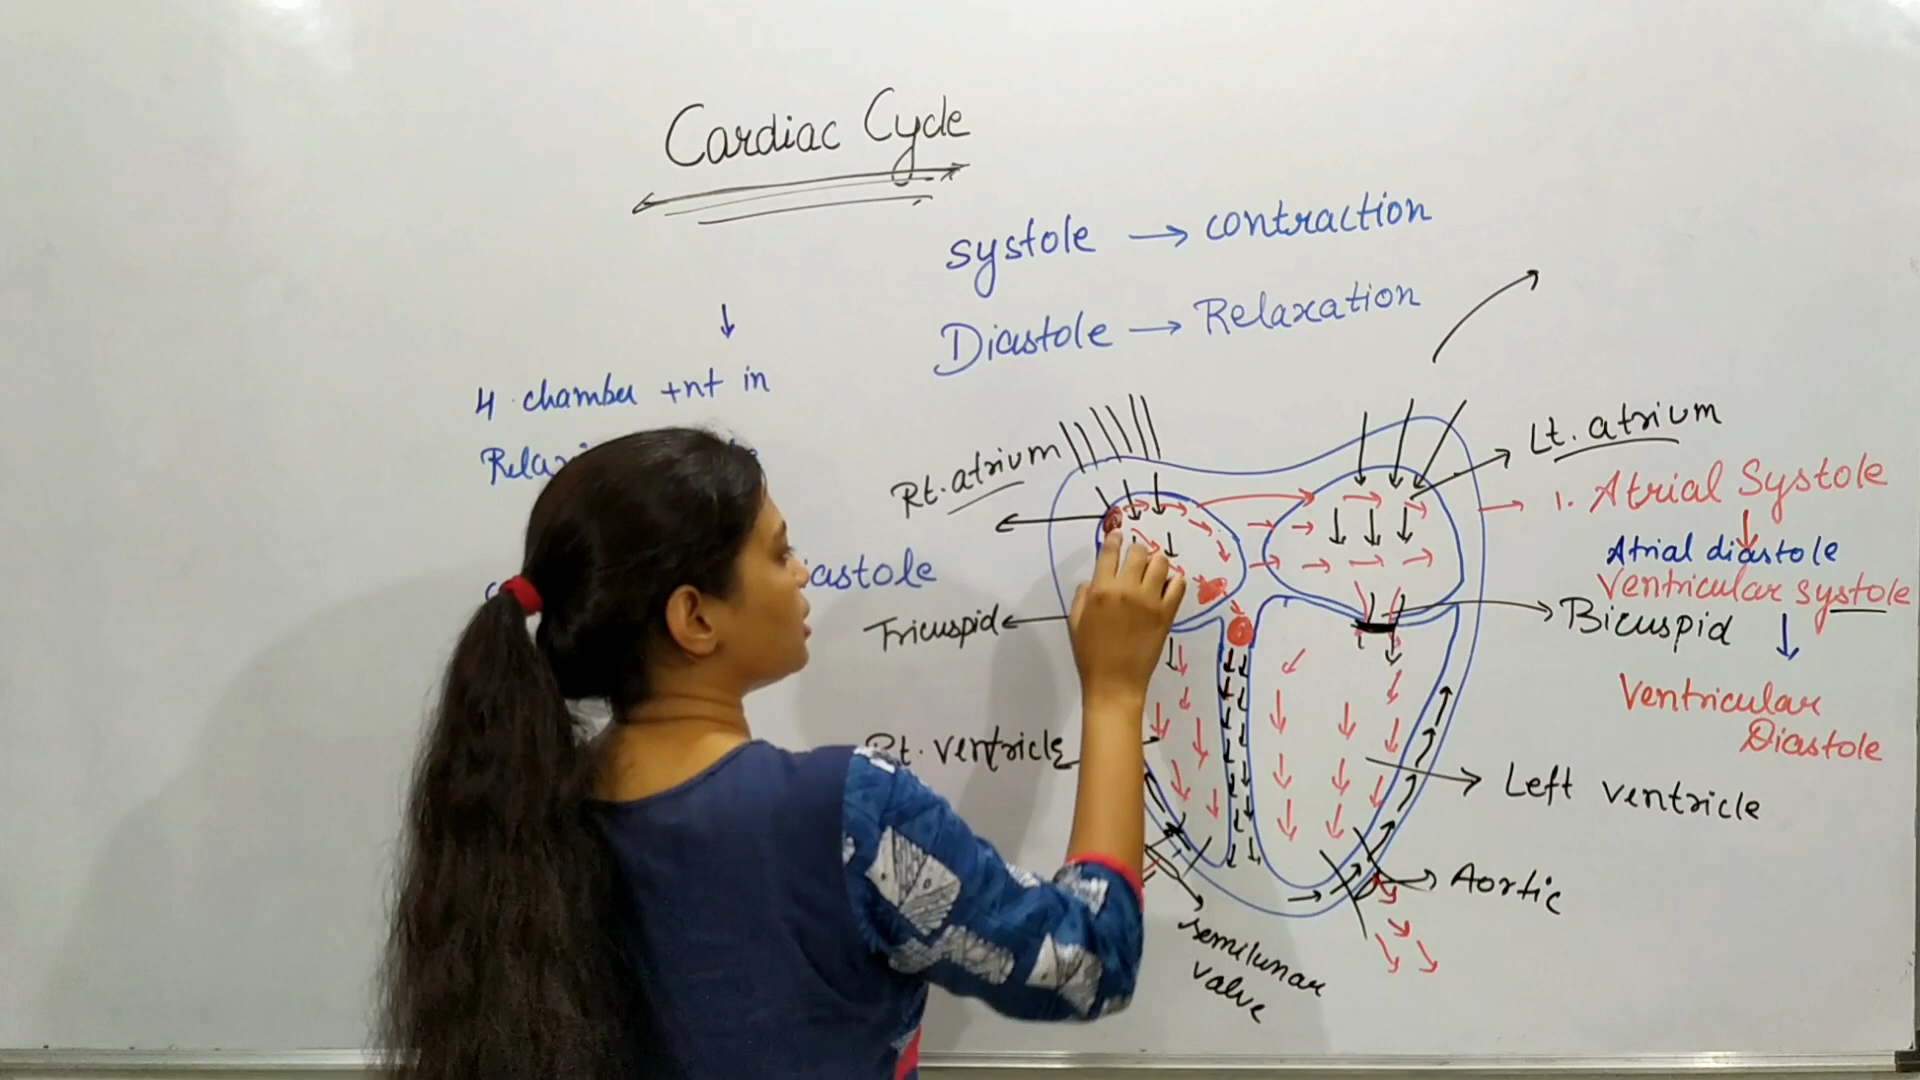 Cardiac Cycle
systole → contraction
Diastole → Relaxation
↓
4 chamber +nt in
Rt. atrium
Lt. atrium
→ 1. Atrial Systole
↓
Atrial diastole
Ventricular systole
Tricuspid
Bicuspid
↓
Ventricular
Diastole
Rt. ventricle
Left ventricle
Aortic
semilunar
valve